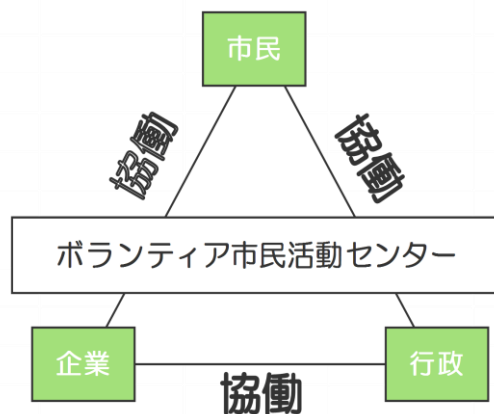 市民
協働
協働
ボランティア市民活動センター
企業
行政
協働